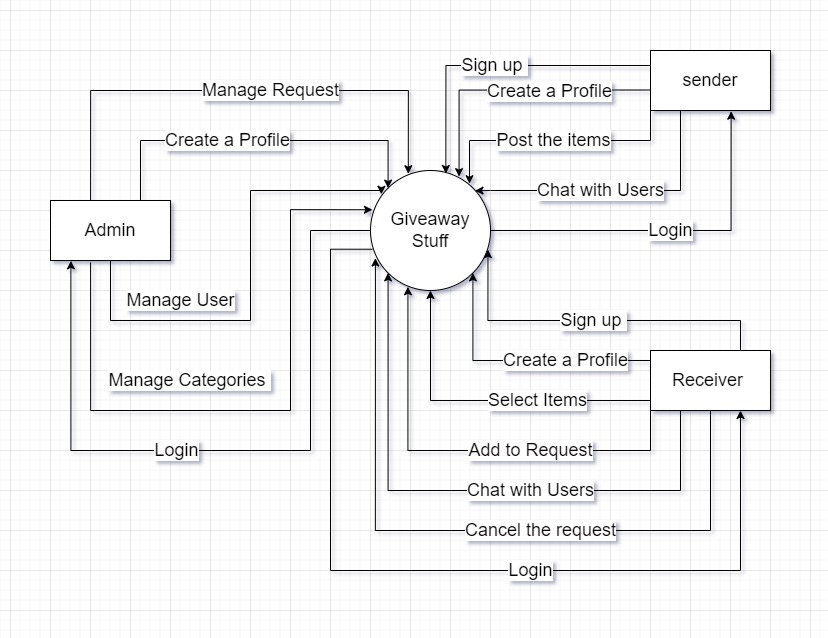 Sign up
sender
Manage Request
Create a Profile
Create a Profile
Post the items
Chat with Users
Admin
Giveaway
Stuff
Login
Manage User
Sign up
Create a Profile
Manage Categories
Receiver
Select Items
Login
Add to Request
Chat with Users
Cancel the request
Login